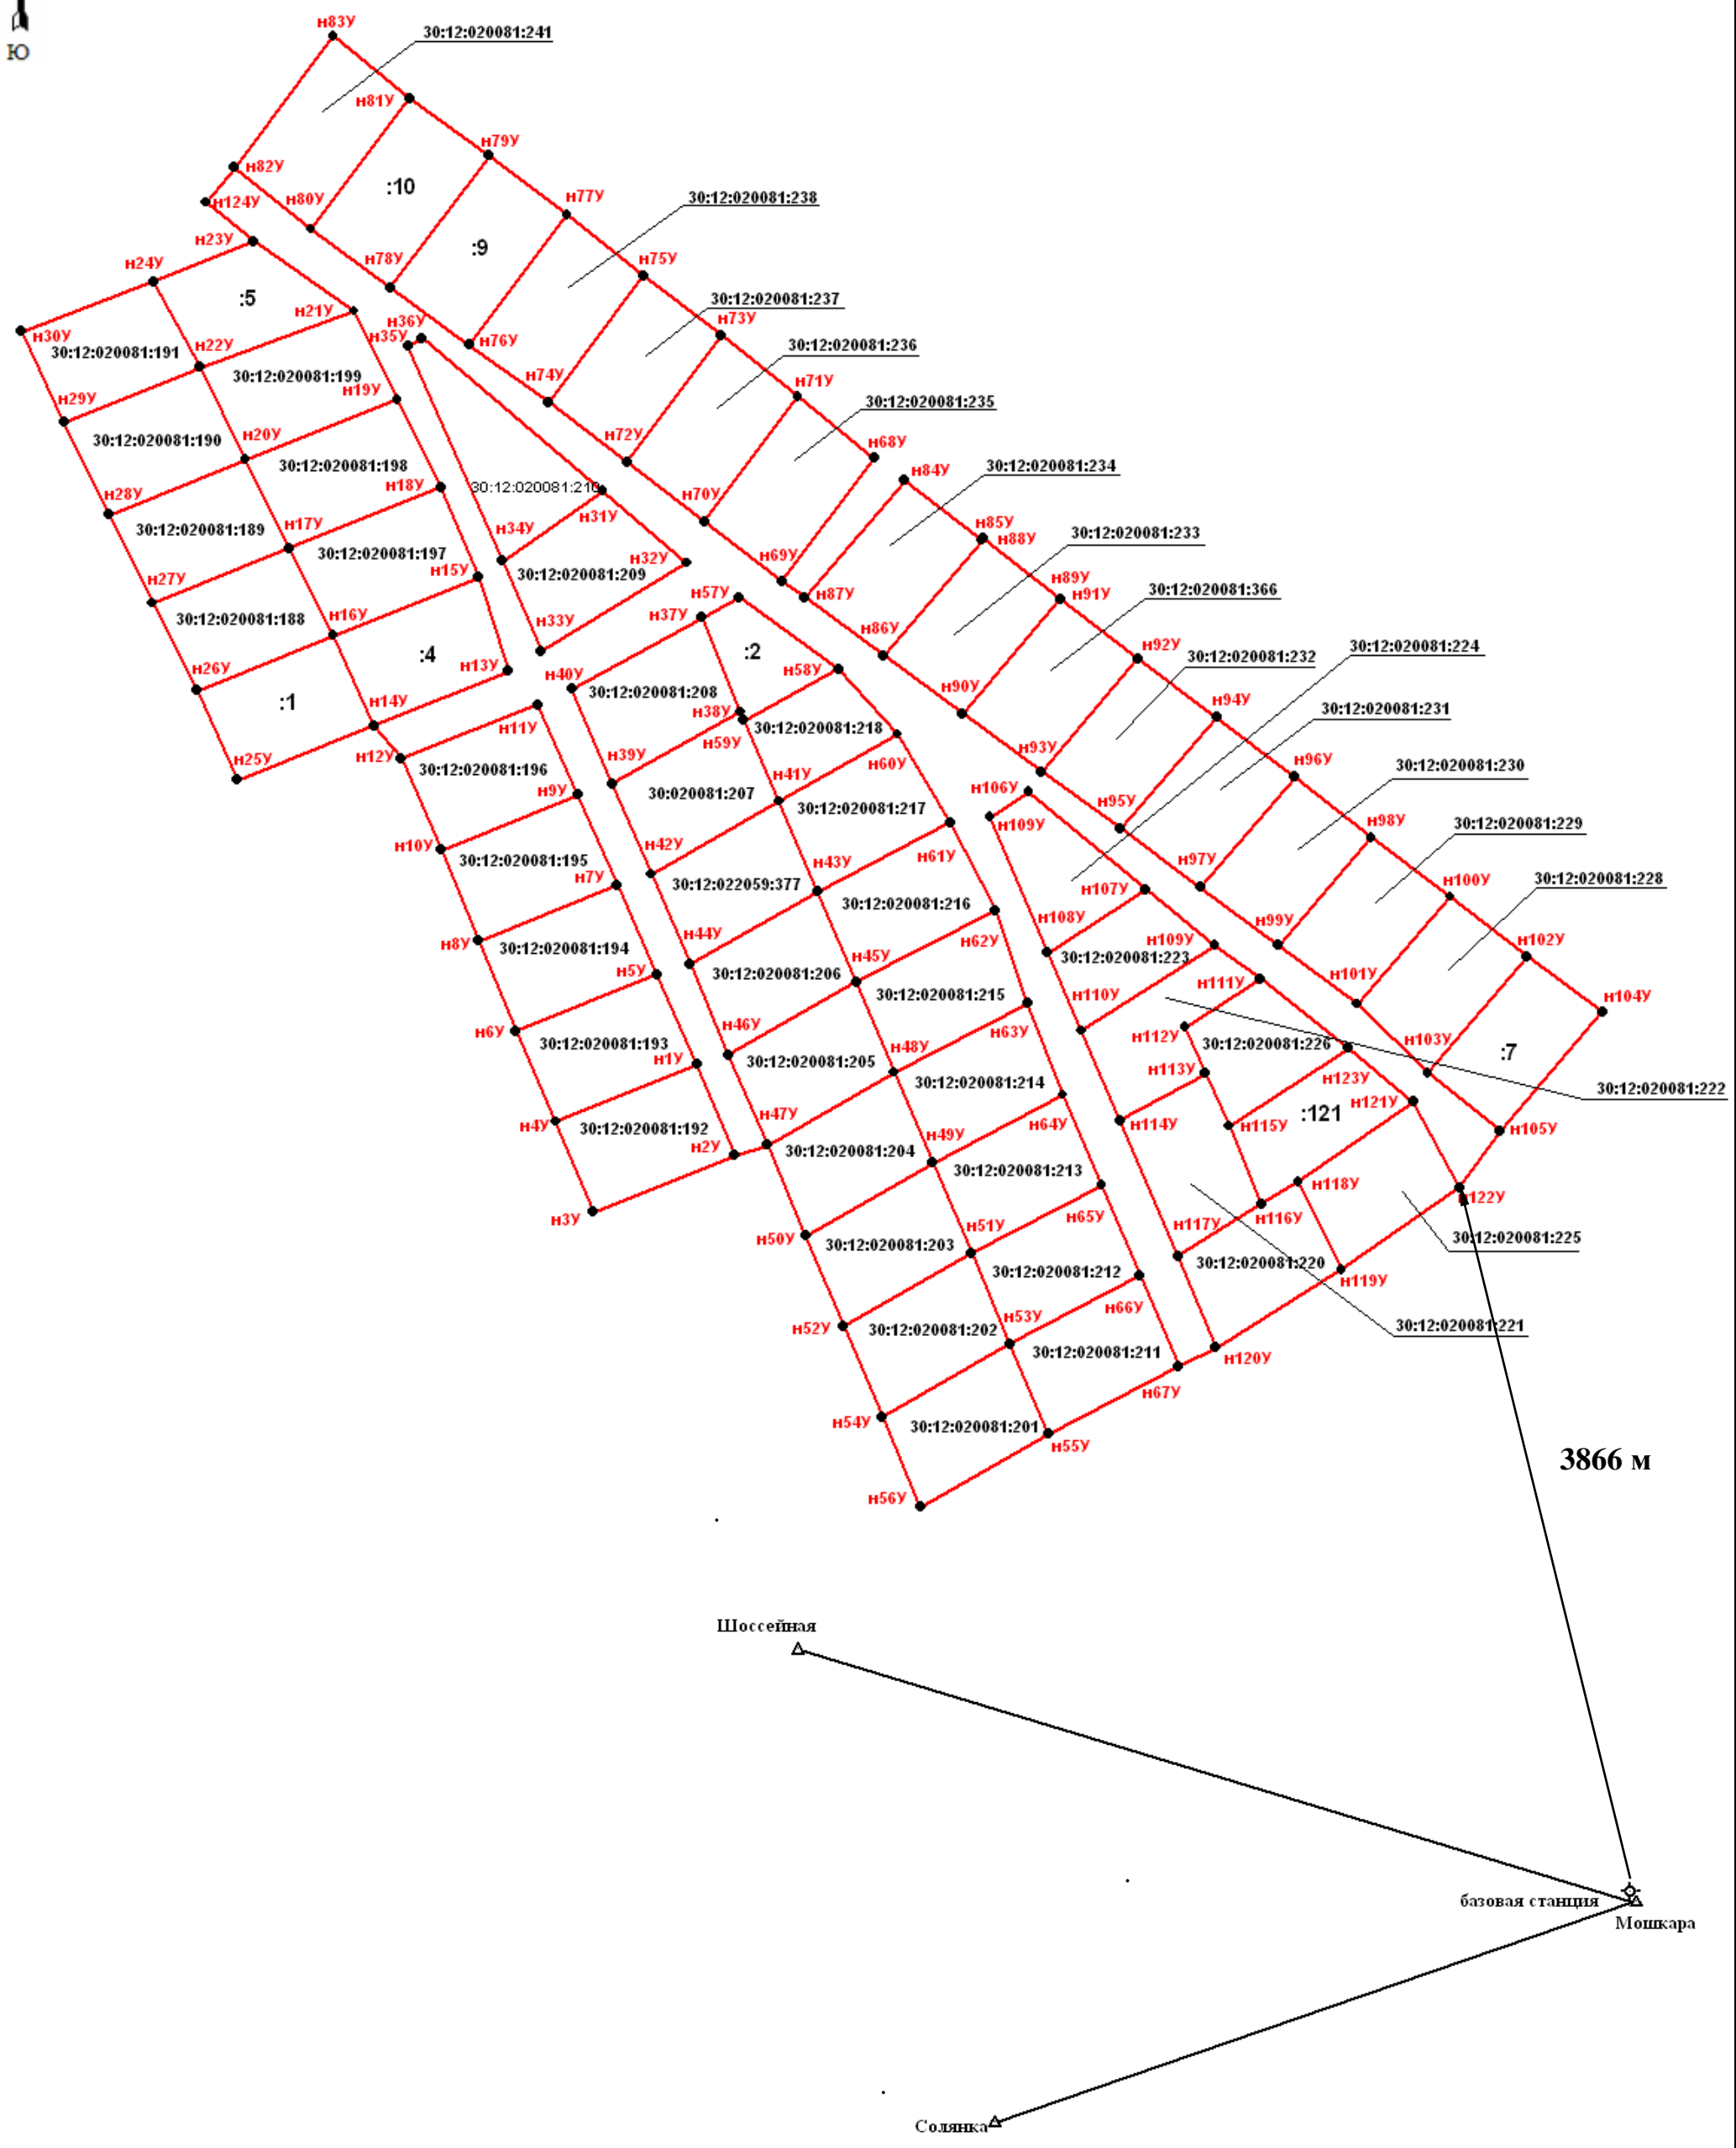 Ю
н83У
30:12:020081:241
н81У
н79У
н82У
:10
н80У
н124У
н77У
30:12:020081:238
н23У
:9
н78У
н24У
н75У
:5
30:12:020081:237
н21У
н36У
н73У
н30У
н35У
н76У
30:12:020081:191
н22У
30:12:020081:236
30:12:020081:199
н74У
н71У
н19У
н29У
30:12:020081:235
30:12:020081:190
н20У
н72У
н68У
30:12:020081:198
30:12:020081:234
н84У
н18У
30:12:020081:210
н28У
н70У
н31У
30:12:020081:189
н17У
н34У
н85У
н88У
30:12:020081:233
30:12:020081:197
н32У
н69У
н15У
30:12:020081:209
н27У
н89У
н91У
30:12:020081:366
н57У
н87У
30:12:020081:188
н16У
н33У
н37У
н86У
н92У
30:12:020081:224
:4
:2
30:12:020081:232
н26У
н13У
н40У
н58У
30:12:020081:208
:1
н14У
н90У
н94У
30:12:020081:231
н38У
н11У
30:12:020081:218
н59У
н12У
н39У
н93У
н25У
н60У
н96У
30:12:020081:230
30:12:020081:196
н41У
н9У
30:020081:207
н106У
30:12:020081:217
н95У
н98У
30:12:020081:229
н109У
н10У
н42У
30:12:020081:195
н43У
н61У
н97У
н7У
30:12:022059:377
н107У
н100У
30:12:020081:228
30:12:020081:216
н108У
н99У
н8У
н44У
н62У
н102У
30:12:020081:194
н45У
н109У
30:12:020081:223
н5У
30:12:020081:206
н111У
30:12:020081:215
н110У
н101У
н104У
н6У
н46У
н63У
н112У
30:12:020081:193
30:12:020081:226
н103У
н1У
н48У
:7
30:12:020081:205
н113У
30:12:020081:214
н123У
30:12:020081:222
н47У
н4У
н64У
н114У
н115У
:121
н121У
30:12:020081:192
н2У
н49У
н105У
30:12:020081:204
30:12:020081:213
н118У
н122У
н3У
н65У
н116У
н51У
н117У
н50У
30:12:020081:203
30:12:020081:225
30:12:020081:212
30:12:020081:220
н119У
н66У
н53У
н52У
30:12:020081:202
30:12:020081:221
30:12:020081:211
н120У
н67У
н54У
30:12:020081:201
н55У
3866 м
н56У
Шоссейная
базовая станция
Мошкара
Солянка